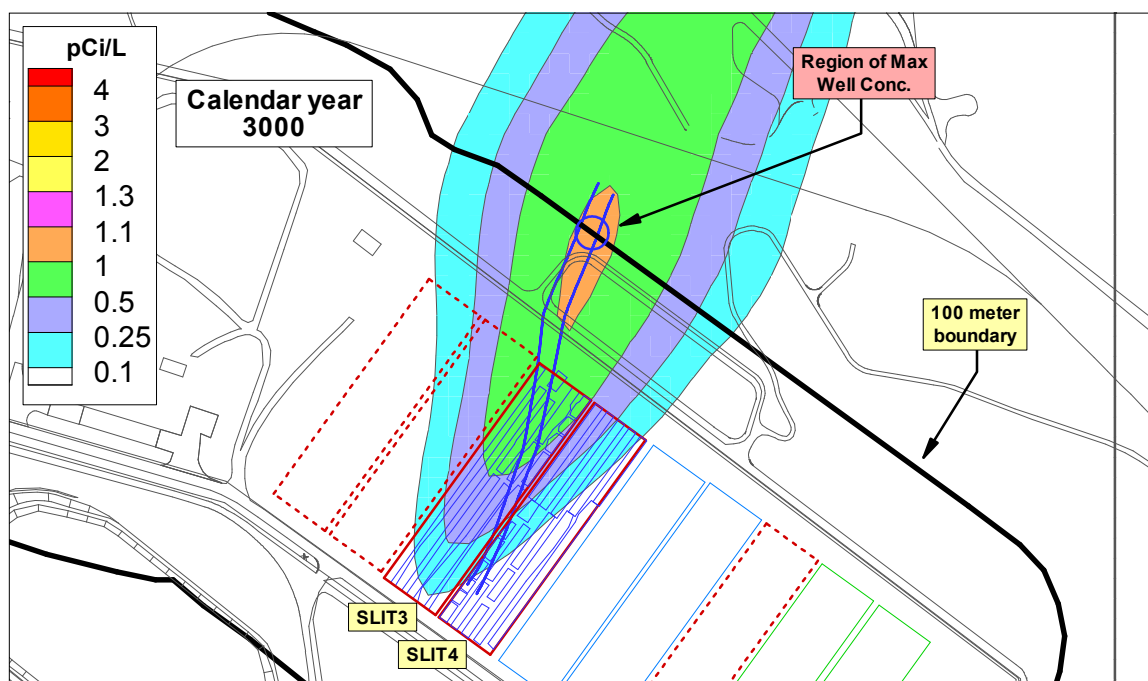 pCi/L
4
3
2
1.3
1.1
1
0.5
0.25
0.1
Calendar year
3000
Region of Max
Well Conc.
100 meter
boundary
SLIT3
SLIT4